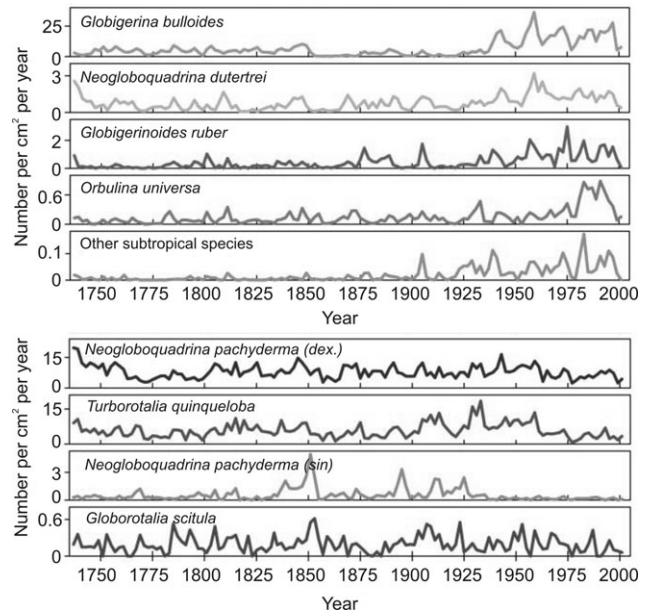 Number per cm² per year
Globigerina bulloides
25
0
Neogloboquadrina dutertrei
3
0
Globigerinoides ruber
2
0
Orbulina universa
0.6
0
Other subtropical species
0.1
0
1750 1775 1800 1825 1850 1875 1900 1925 1950 1975 2000
Year
Number per cm² per year
Neogloboquadrina pachyderma (dex.)
15
0
Turborotalia quinqueloba
15
0
Neogloboquadrina pachyderma (sin)
3
0
Globorotalia scitula
0.6
0
1750 1775 1800 1825 1850 1875 1900 1925 1950 1975 2000
Year